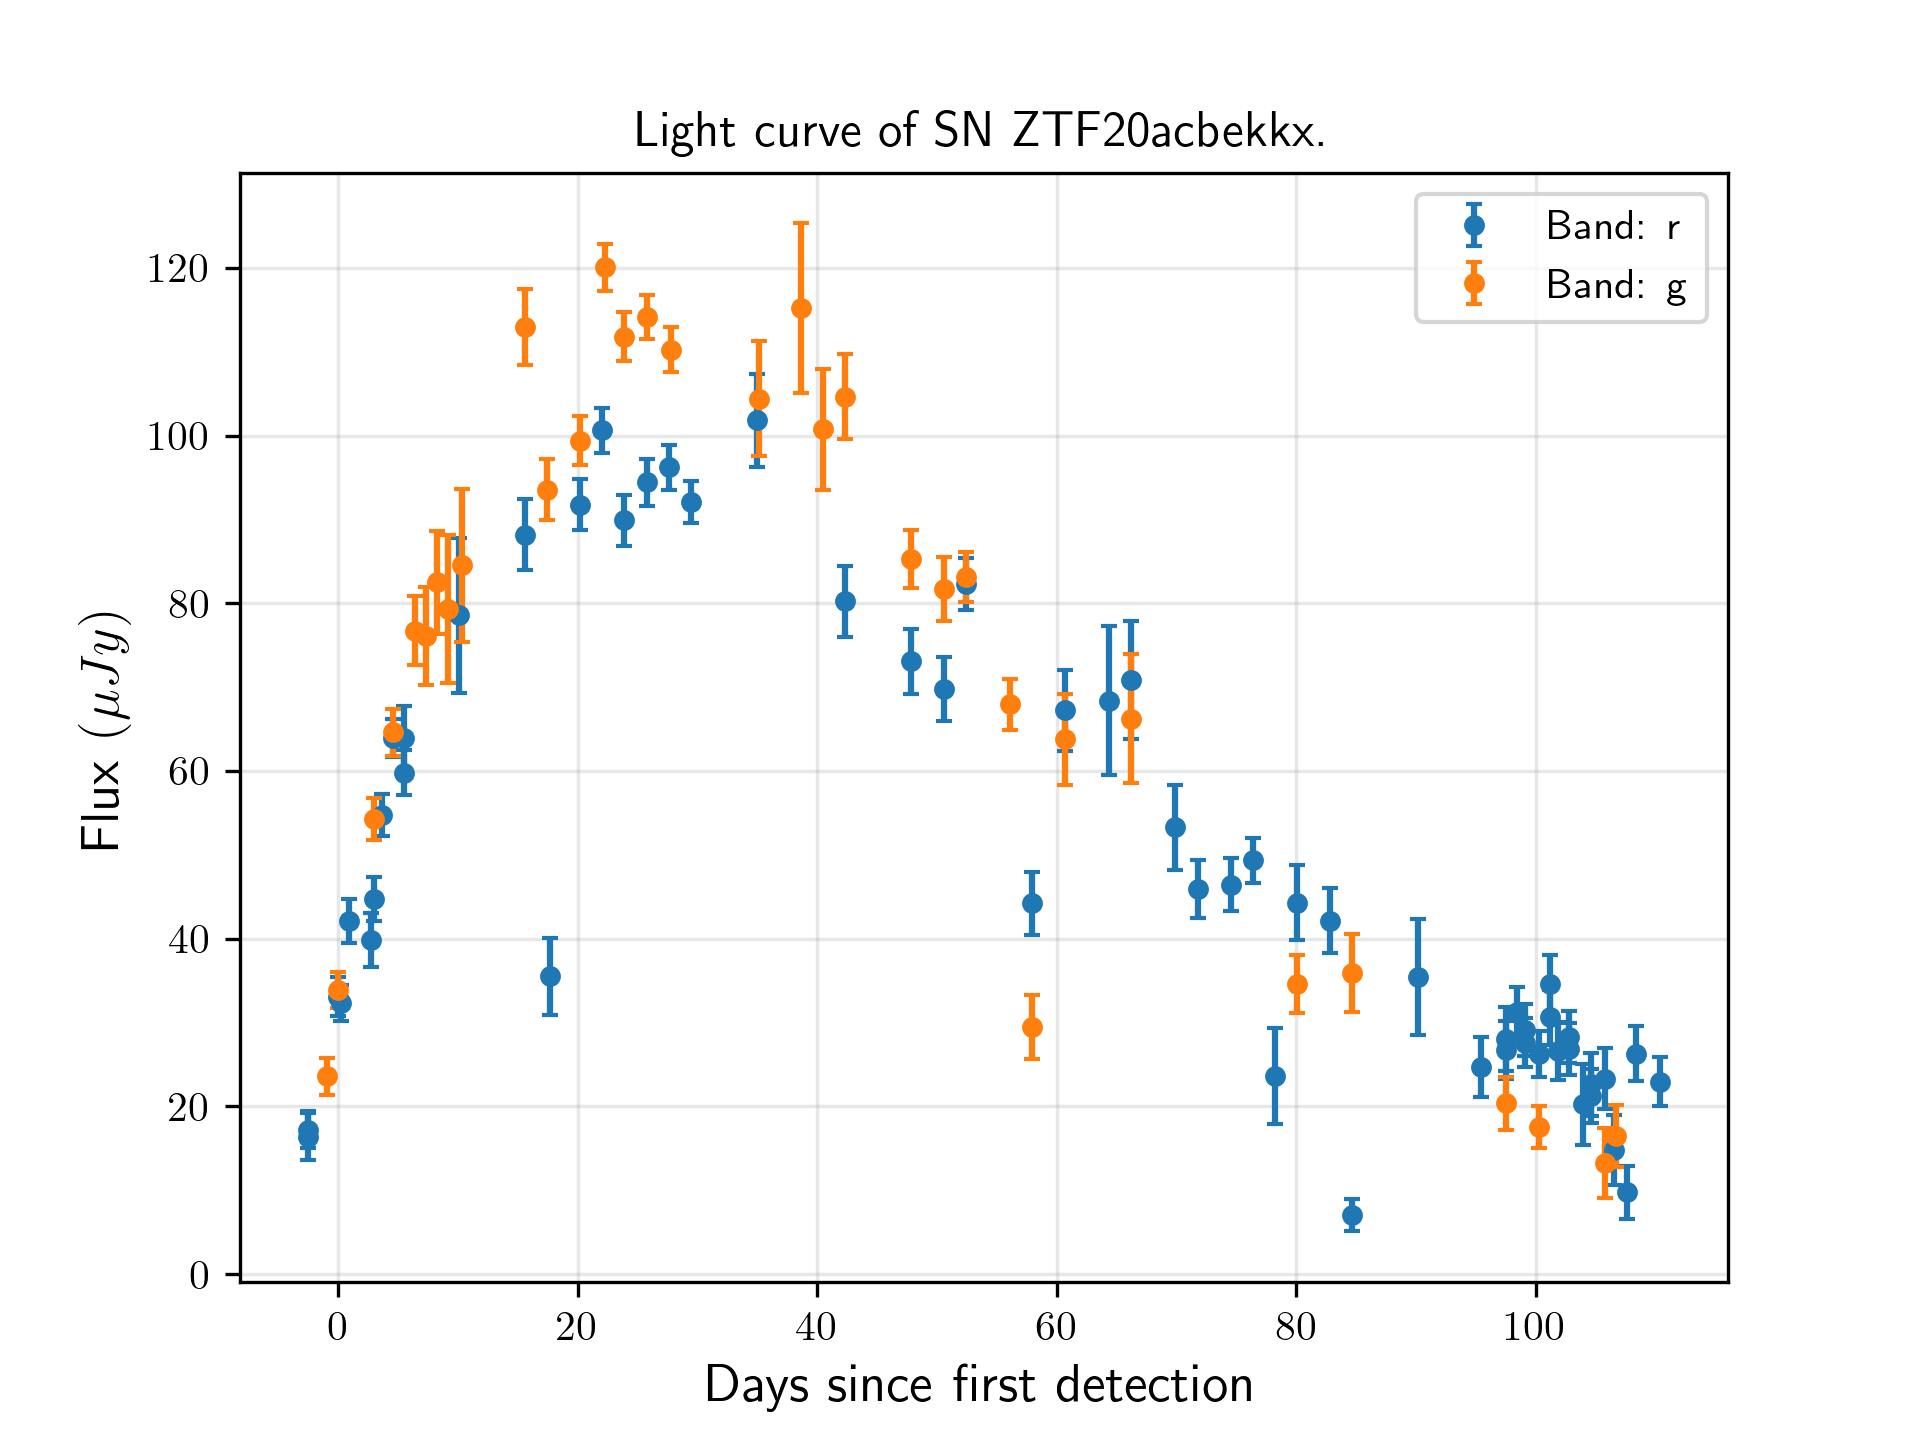 Light curve of SN ZTF20acbekkx.
Band: r
Band: g
120
100
80
60
40
20
0
Flux (μJy)
0 20 40 60 80 100
Days since first detection